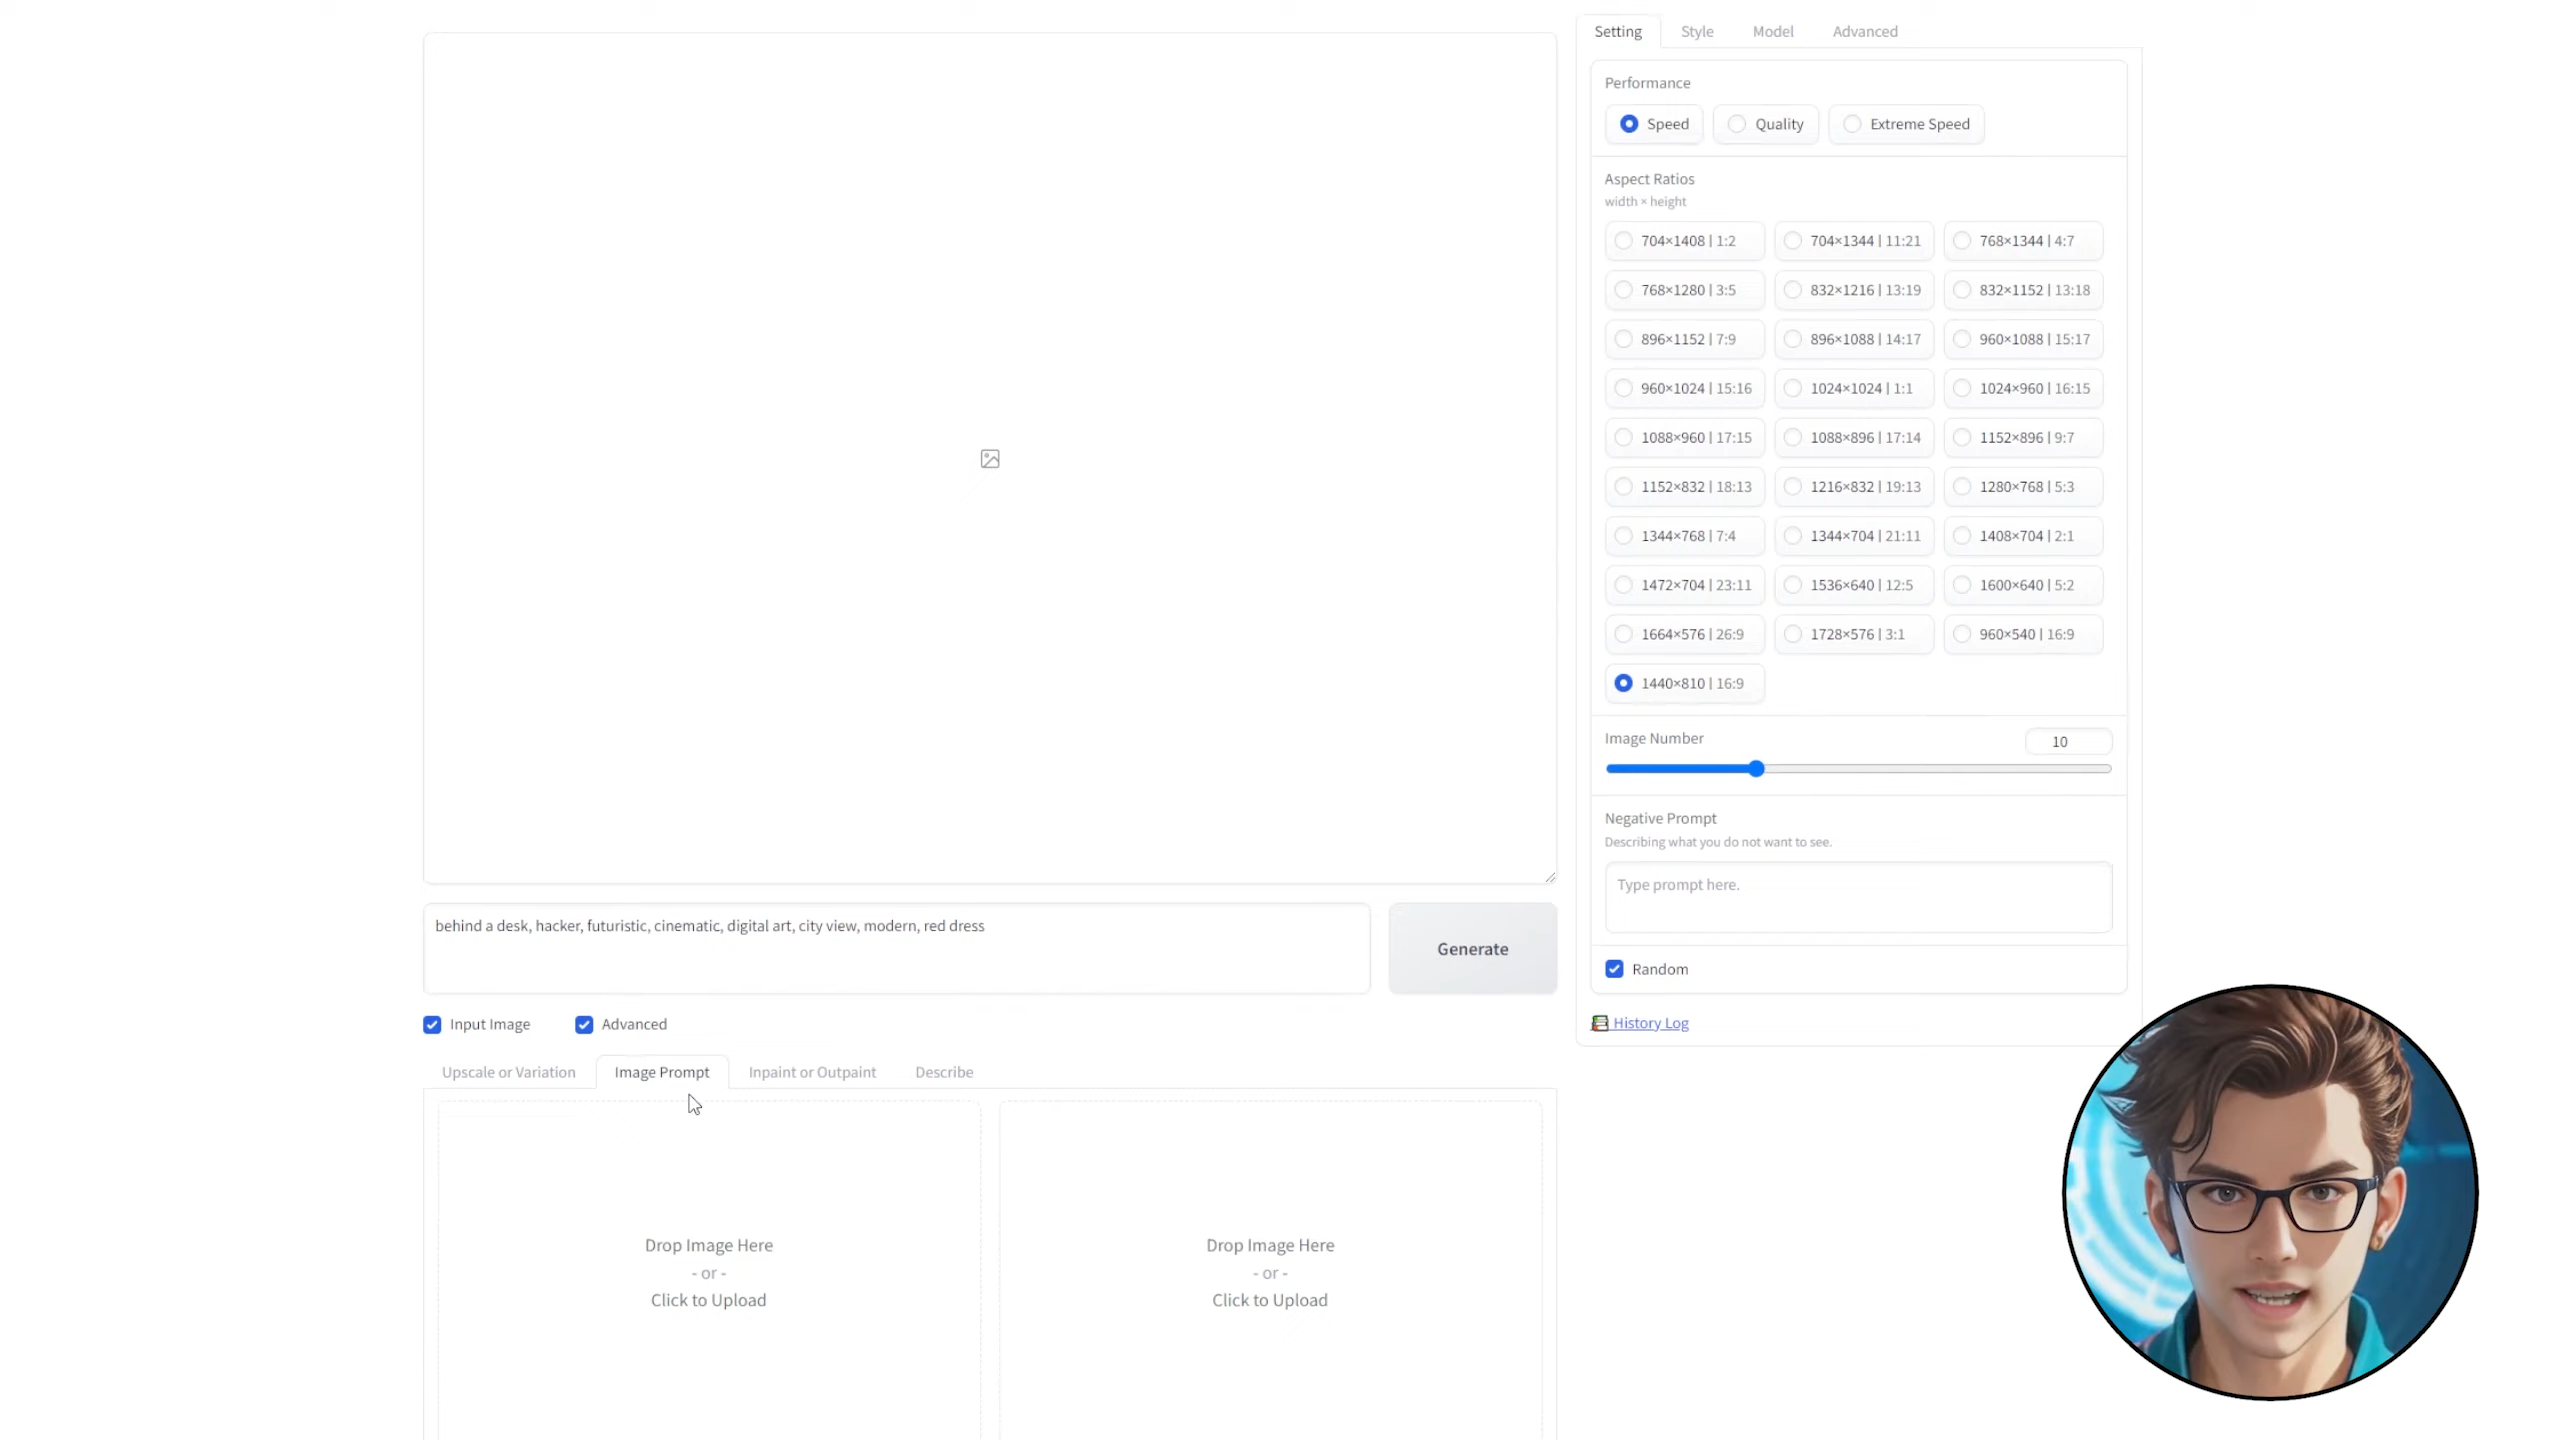 Setting Style Model Advanced
Performance
Speed Quality Extreme Speed
Aspect Ratios
width × height
704×1408 | 1:2 704×1344 | 11:21 768×1344 | 4:7
768×1280 | 3:5 832×1216 | 13:19 832×1152 | 13:18
896×1152 | 7:9 896×1088 | 14:17 960×1088 | 15:17
960×1024 | 15:16 1024×1024 | 1:1 1024×960 | 16:15
1088×960 | 17:15 1088×896 | 17:14 1152×896 | 9:7
1152×832 | 18:13 1216×832 | 19:13 1280×768 | 5:3
1344×768 | 7:4 1344×704 | 21:11 1408×704 | 2:1
1472×704 | 23:11 1536×640 | 12:5 1600×640 | 5:2
1664×576 | 26:9 1728×576 | 3:1 960×540 | 16:9
1440×810 | 16:9
Image Number 10
Negative Prompt
Describing what you do not want to see.
Type prompt here.
Random
History Log
behind a desk, hacker, futuristic, cinematic, digital art, city view, modern, red dress
Generate
Input Image Advanced
Upscale or Variation Image Prompt Inpaint or Outpaint Describe
Drop Image Here
- or -
Click to Upload
Drop Image Here
- or -
Click to Upload